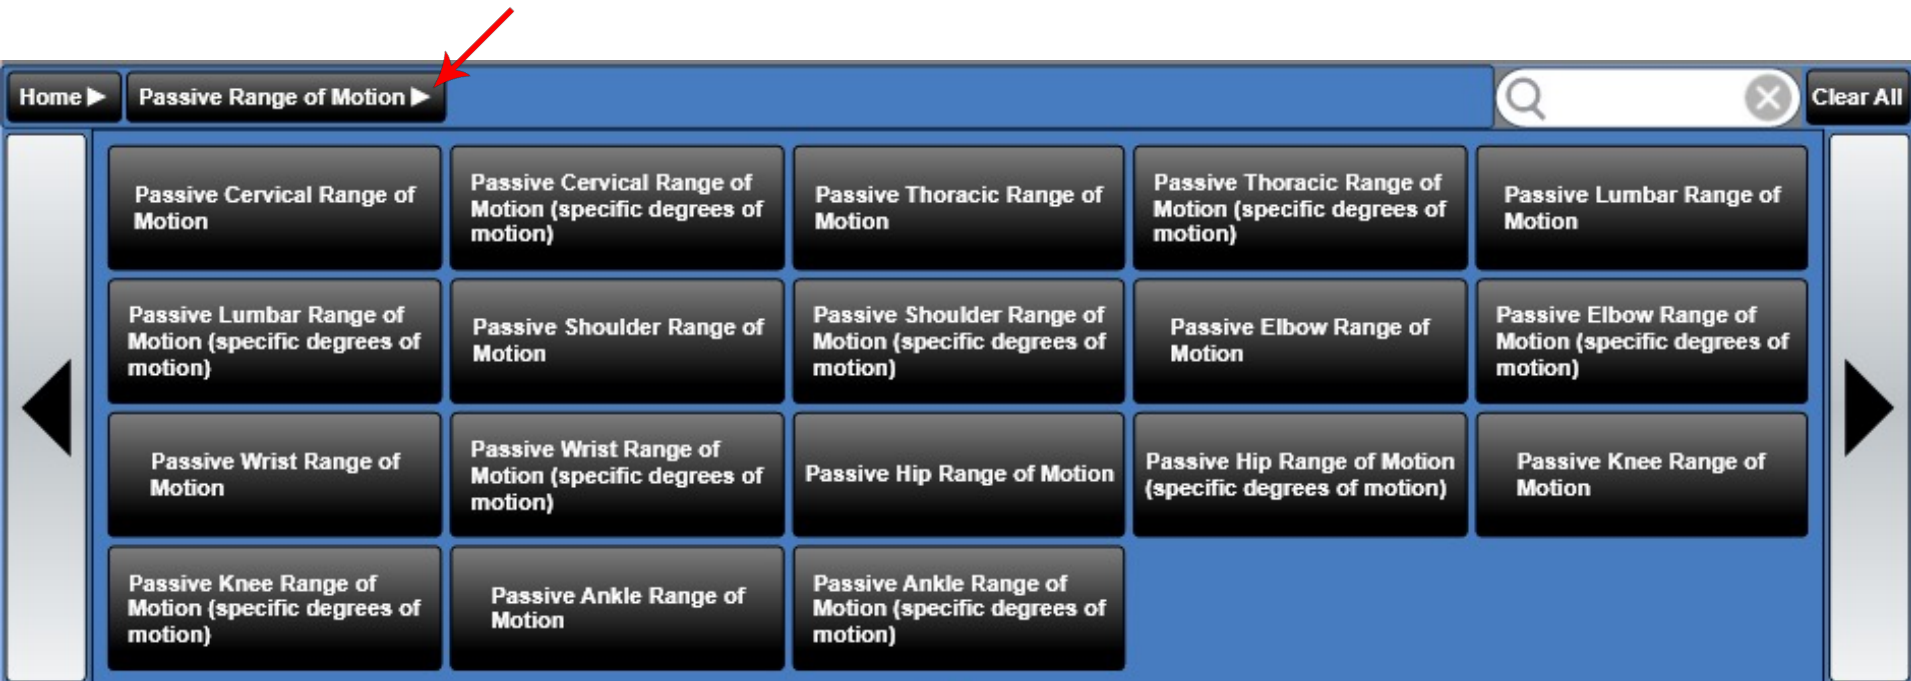 Home
Passive Range of Motion
Clear All
Passive Cervical Range of
Motion
Passive Cervical Range of
Motion (specific degrees of
motion)
Passive Thoracic Range of
Motion
Passive Thoracic Range of
Motion (specific degrees of
motion)
Passive Lumbar Range of
Motion
Passive Lumbar Range of
Motion (specific degrees of
motion)
Passive Shoulder Range of
Motion
Passive Shoulder Range of
Motion (specific degrees of
motion)
Passive Elbow Range of
Motion
Passive Elbow Range of
Motion (specific degrees of
motion)
Passive Wrist Range of
Motion
Passive Wrist Range of
Motion (specific degrees of
motion)
Passive Hip Range of Motion
Passive Hip Range of Motion
(specific degrees of motion)
Passive Knee Range of
Motion
Passive Knee Range of
Motion (specific degrees of
motion)
Passive Ankle Range of
Motion
Passive Ankle Range of
Motion (specific degrees of
motion)